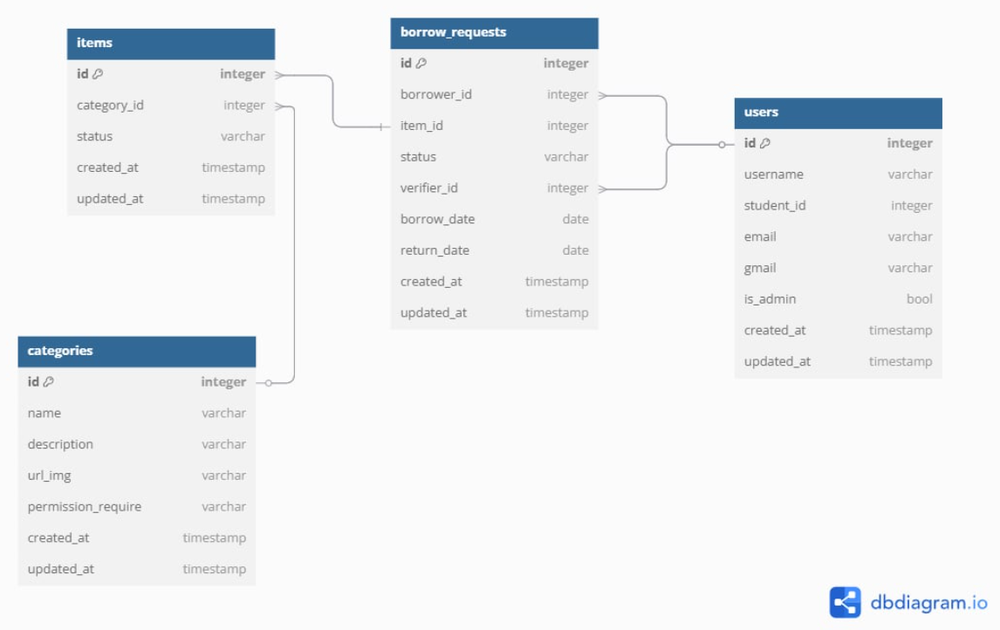 items
id integer
category_id integer
status varchar
created_at timestamp
updated_at timestamp
borrow_requests
id integer
borrower_id integer
item_id integer
status varchar
verifier_id integer
borrow_date date
return_date date
created_at timestamp
updated_at timestamp
users
id integer
username varchar
student_id integer
email varchar
gmail varchar
is_admin bool
created_at timestamp
updated_at timestamp
categories
id integer
name varchar
description varchar
url_img varchar
permission_require varchar
created_at timestamp
updated_at timestamp
dbdiagram.io